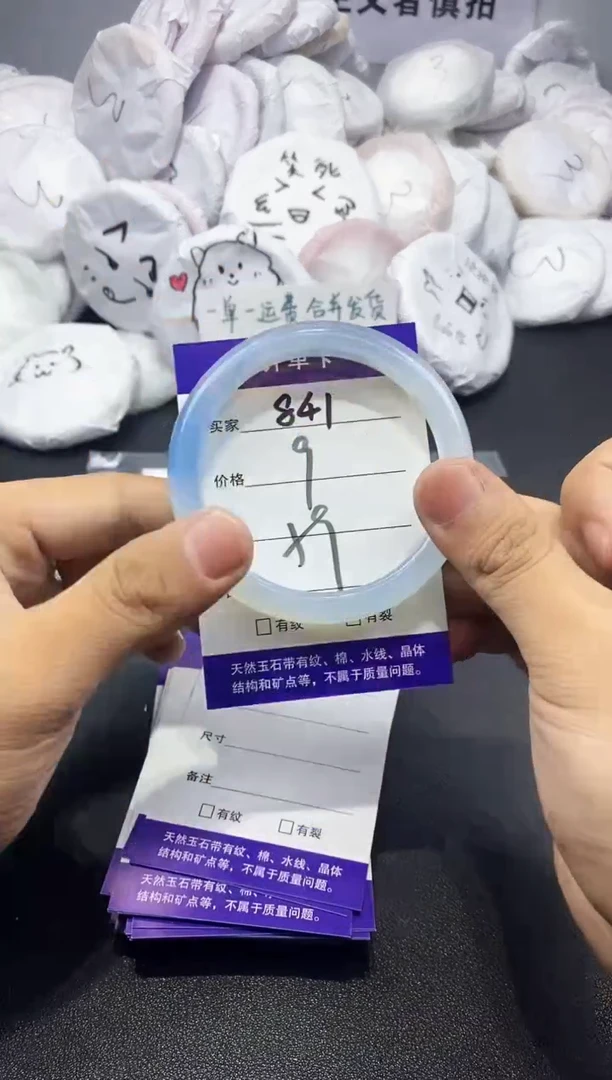 者慎拍
笑死
一单一运费 合并发货
买家 841
价格 9
+9
有纹 有裂
天然玉石带有纹、棉、水线、晶体
结构和矿点等，不属于质量问题。
尺寸
备注
有纹 有裂
天然玉石带有纹、棉、水线、晶体
结构和矿点等，不属于质量问题。
天然玉石带有纹、棉、
结构和矿点等，不属于质量问题。